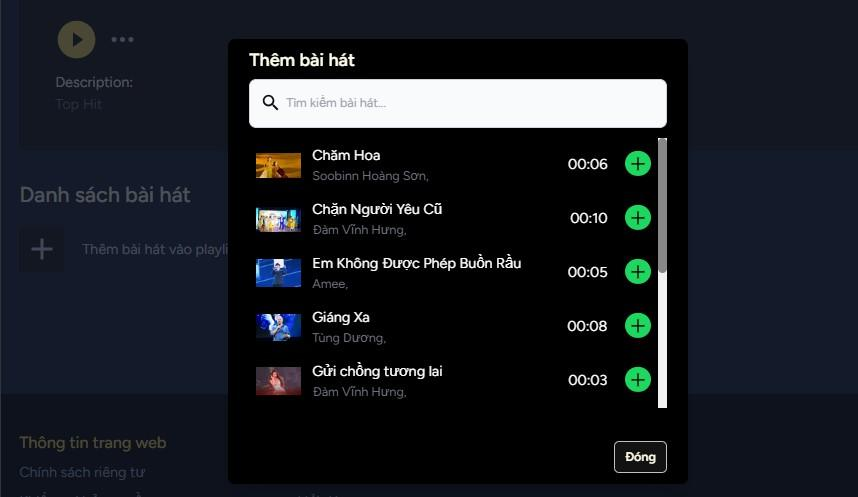 Description:
Top Hit
Danh sách bài hát
Thêm bài hát vào playli
Thêm bài hát
Tìm kiếm bài hát...
Chăm Hoa
Soobinn Hoàng Sơn,
00:06
Chặn Người Yêu Cũ
Đàm Vĩnh Hưng,
00:10
Em Không Được Phép Buồn Rầu
Amee,
00:05
Giáng Xa
Tùng Dương,
00:08
Gửi chồng tương lai
Đàm Vĩnh Hưng,
00:03
Đóng
Thông tin trang web
Chính sách riêng tư